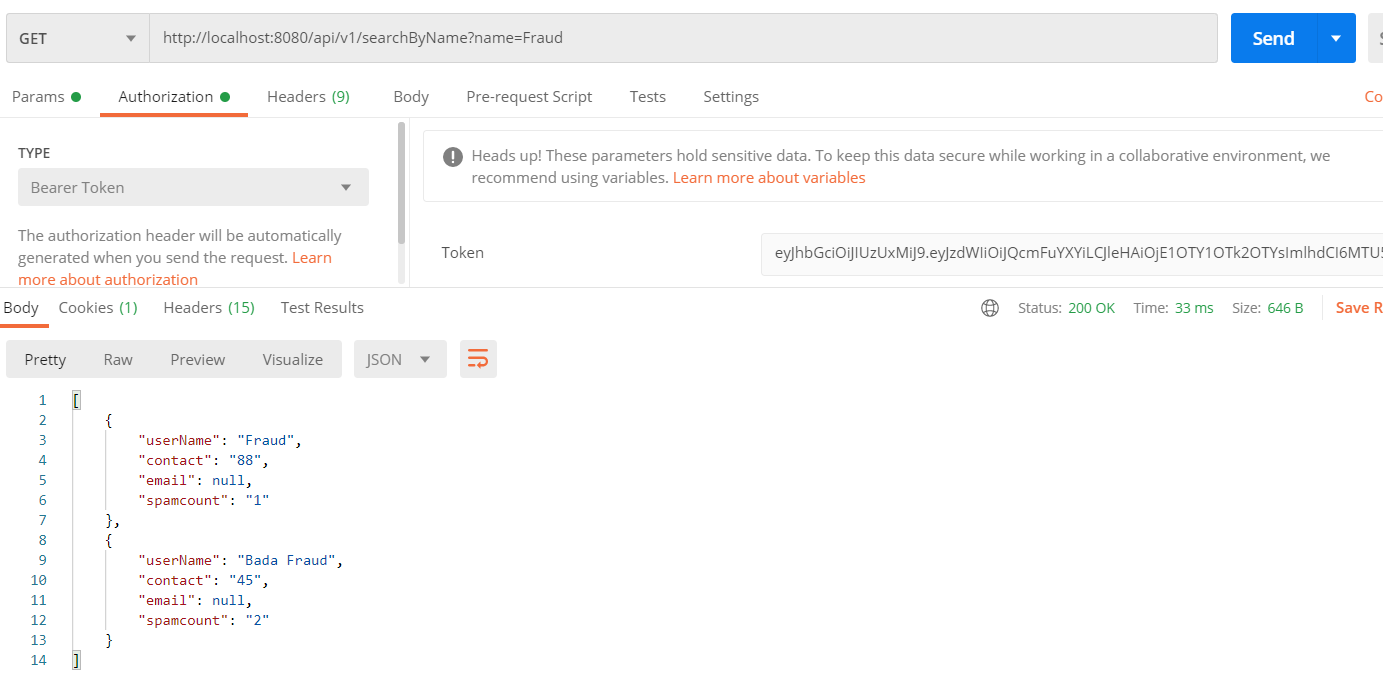 GET http://localhost:8080/api/v1/searchByName?name=Fraud Send
Params Authorization Headers (9) Body Pre-request Script Tests Settings Co
TYPE
Bearer Token
The authorization header will be automatically
generated when you send the request. Learn
more about authorization
Heads up! These parameters hold sensitive data. To keep this data secure while working in a collaborative environment, we
recommend using variables. Learn more about variables
Token
Body Cookies (1) Headers (15) Test Results Status: 200 OK Time: 33 ms Size: 646 B Save R
Pretty Raw Preview Visualize JSON
1 [
2 {
3 "userName": "Fraud",
4 "contact": "88",
5 "email": null,
6 "spamcount": "1"
7 },
8 {
9 "userName": "Bada Fraud",
10 "contact": "45",
11 "email": null,
12 "spamcount": "2"
13 }
14 ]